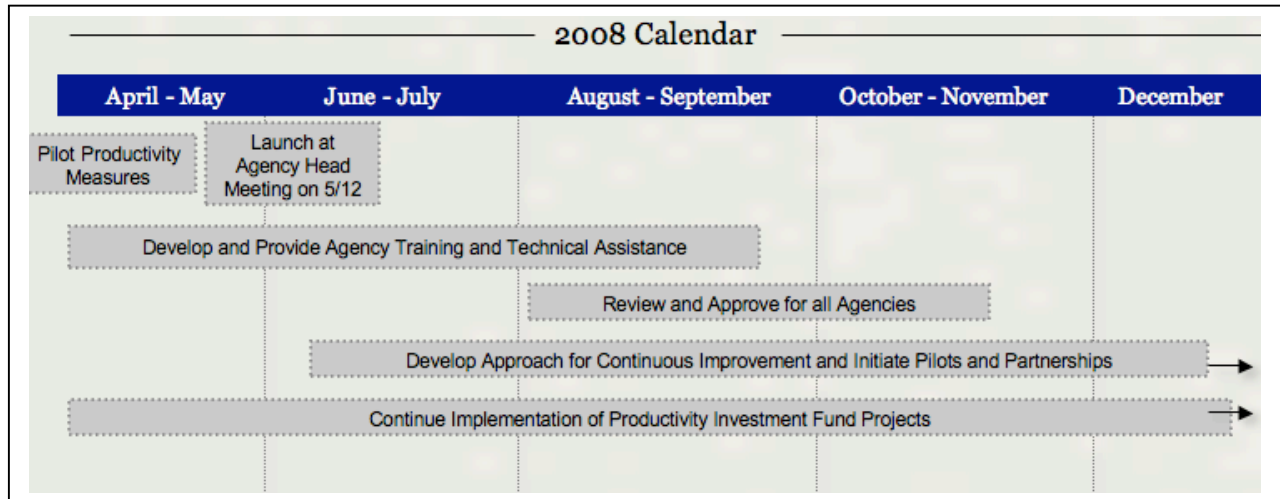 2008 Calendar
April - May June - July August - September October - November December
Pilot Productivity
Measures
Launch at
Agency Head
Meeting on 5/12
Develop and Provide Agency Training and Technical Assistance
Review and Approve for all Agencies
Develop Approach for Continuous Improvement and Initiate Pilots and Partnerships
Continue Implementation of Productivity Investment Fund Projects